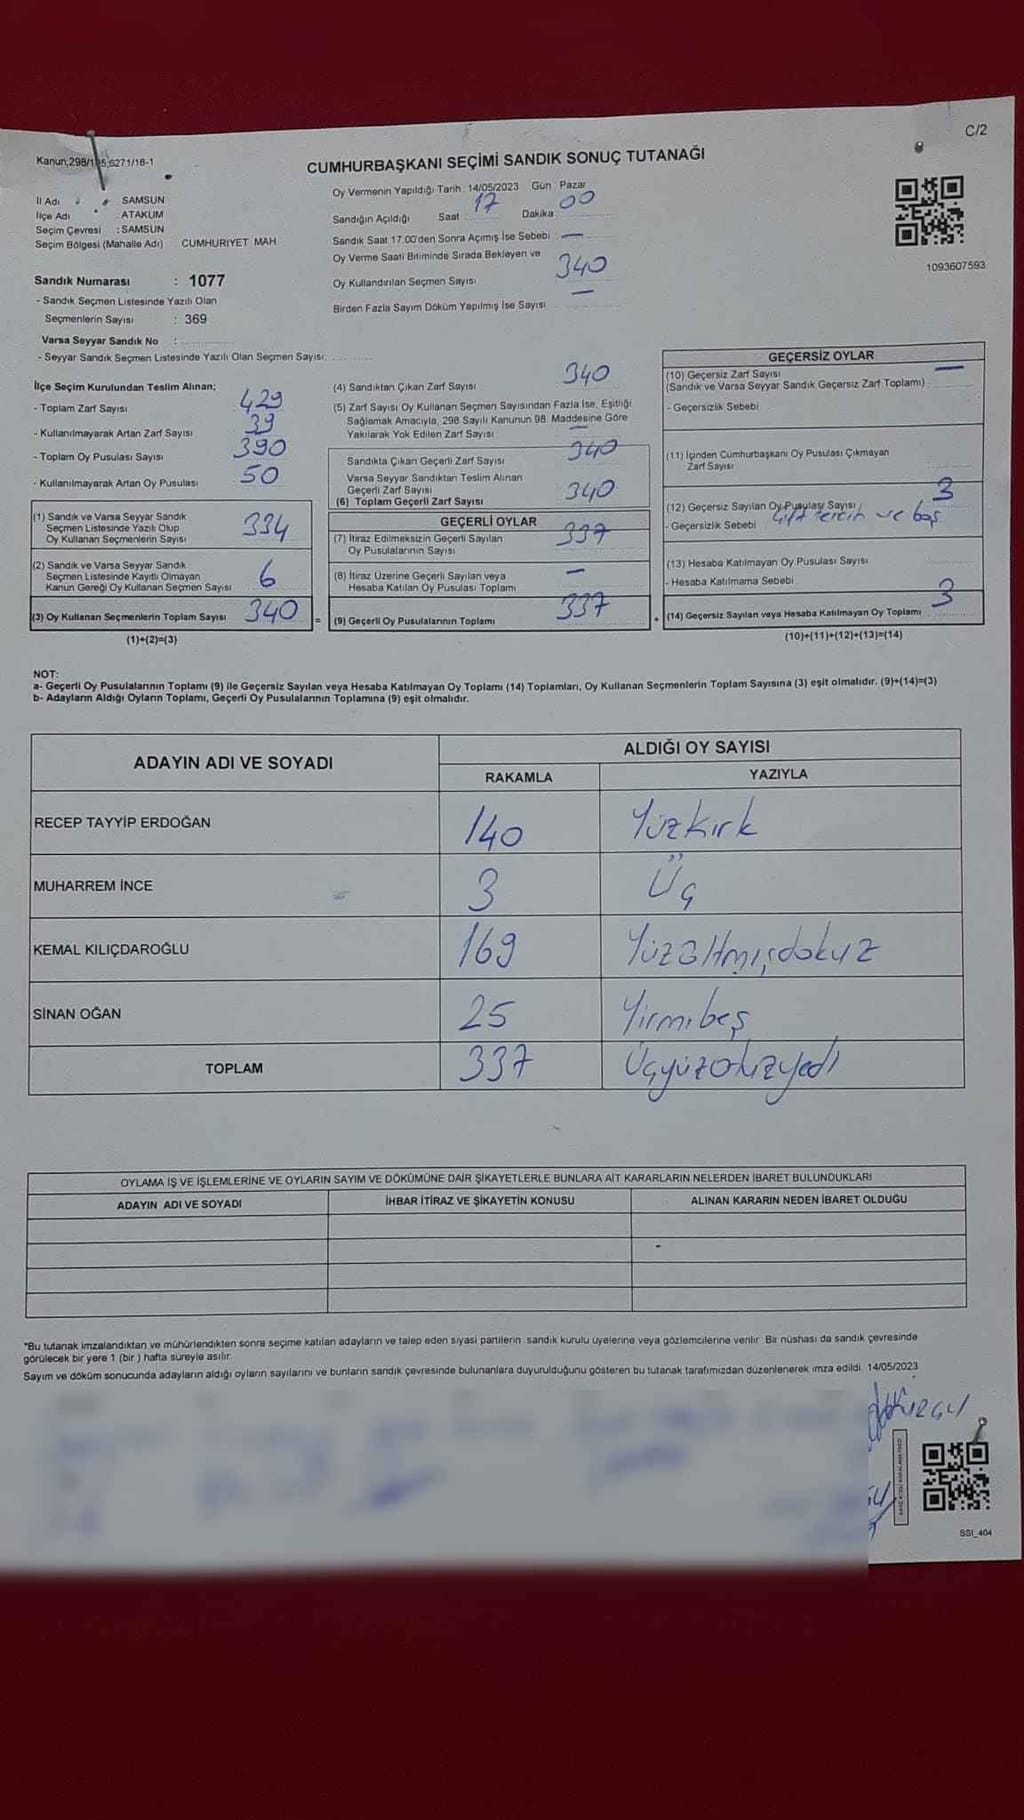 C/2
Kanun,298/105,6271/18-1
CUMHURBAŞKANI SEÇİMİ SANDIK SONUÇ TUTANAĞI
İl Adı : SAMSUN
İlçe Adı : ATAKUM
Seçim Çevresi : SAMSUN
Seçim Bölgesi (Mahalle Adı) CUMHURIYET MAH
Sandık Numarası : 1077
- Sandık Seçmen Listesinde Yazılı Olan
Seçmenlerin Sayısı : 369
Varsa Seyyar Sandık No :
- Seyyar Sandık Seçmen Listesinde Yazılı Olan Seçmen Sayısı:
Oy Vermenin Yapıldığı Tarih : 14/05/2023 Gün : Pazar
Sandığın Açıldığı Saat : 17 Dakika : 00
Sandık Saat 17.00'den Sonra Açımış İse Sebebi : —
Oy Verme Saati Bitiminde Sırada Bekleyen ve
Oy Kullandırılan Seçmen Sayısı 340
Birden Fazla Sayım Döküm Yapılmış İse Sayısı —
1093607593
İlçe Seçim Kurulundan Teslim Alınan;
- Toplam Zarf Sayısı 429
- Kullanılmayarak Artan Zarf Sayısı 39
- Toplam Oy Pusulası Sayısı 390
- Kullanılmayarak Artan Oy Pusulası 50
(1) Sandık ve Varsa Seyyar Sandık
Seçmen Listesinde Yazılı Olup
Oy Kullanan Seçmenlerin Sayısı 334
(2) Sandık ve Varsa Seyyar Sandık
Seçmen Listesinde Kayıtlı Olmayan
Kanun Gereği Oy Kullanan Seçmen Sayısı 6
(3) Oy Kullanan Seçmenlerin Toplam Sayısı 340 =
(1)+(2)=(3)
(4) Sandıktan Çıkan Zarf Sayısı 340
(5) Zarf Sayısı Oy Kullanan Seçmen Sayısından Fazla İse, Eşitliği
Sağlamak Amacıyla, 298 Sayılı Kanunun 98. Maddesine Göre
Yakılarak Yok Edilen Zarf Sayısı —
Sandıkta Çıkan Geçerli Zarf Sayısı 340
Varsa Seyyar Sandıktan Teslim Alınan
Geçerli Zarf Sayısı
(6) Toplam Geçerli Zarf Sayısı 340
GEÇERLİ OYLAR
(7) İtiraz Edilmeksizin Geçerli Sayılan
Oy Pusulalarının Sayısı 337
(8) İtiraz Üzerine Geçerli Sayılan veya
Hesaba Katılan Oy Pusulası Toplamı —
(9) Geçerli Oy Pusulalarının Toplamı 337 +
GEÇERSİZ OYLAR
(10) Geçersiz Zarf Sayısı —
(Sandık ve Varsa Seyyar Sandık Geçersiz Zarf Toplamı)
- Geçersizlik Sebebi
(11) İçinden Cumhurbaşkanı Oy Pusulası Çıkmayan
Zarf Sayısı
(12) Geçersiz Sayılan Oy Pusulası Sayısı 3
- Geçersizlik Sebebi Çift tercih ve boş
(13) Hesaba Katılmayan Oy Pusulası Sayısı
- Hesaba Katılmama Sebebi
(14) Geçersiz Sayılan veya Hesaba Katılmayan Oy Toplamı 3
(10)+(11)+(12)+(13)=(14)
NOT:
a- Geçerli Oy Pusulalarının Toplamı (9) ile Geçersiz Sayılan veya Hesaba Katılmayan Oy Toplamı (14) Toplamları, Oy Kullanan Seçmenlerin Toplam Sayısına (3) eşit olmalıdır. (9)+(14)=(3)
b- Adayların Aldığı Oyların Toplamı, Geçerli Oy Pusulalarının Toplamına (9) eşit olmalıdır.
ADAYIN ADI VE SOYADI ALDIĞI OY SAYISI
RAKAMLA YAZIYLA
RECEP TAYYİP ERDOĞAN 140 Yüzkırk
MUHARREM İNCE 3 Üç
KEMAL KILIÇDAROĞLU 169 Yüzaltmışdokuz
SİNAN OĞAN 25 Yirmibeş
TOPLAM 337 Üçyüzotuzyedi
OYLAMA İŞ VE İŞLEMLERİNE VE OYLARIN SAYIM VE DÖKÜMÜNE DAİR ŞİKAYETLERLE BUNLARA AİT KARARLARIN NELERDEN İBARET BULUNDUKLARI
ADAYIN ADI VE SOYADI İHBAR İTİRAZ VE ŞİKAYETİN KONUSU ALINAN KARARIN NEDEN İBARET OLDUĞU
*Bu tutanak imzalandıktan ve mühürlendikten sonra seçime katılan adayların ve talep eden siyasi partilerin sandık kurulu üyelerine veya gözlemcilerine verilir. Bir nüshası da sandık çevresinde
görülecek bir yere 1 (bir) hafta süreyle asılır.
Sayım ve döküm sonucunda adayların aldığı oyların sayılarını ve bunların sandık çevresinde bulunanlara duyurulduğunu gösteren bu tutanak tarafımızdan düzenlenerek imza edildi. 14/05/2023
SSI_404